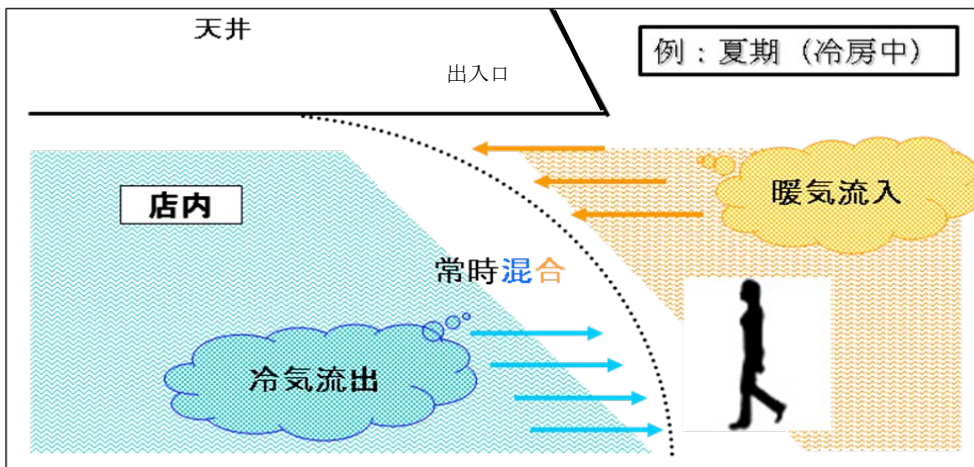 天井
出入口
例：夏期（冷房中）
店内
暖気流入
常時混合
冷気流出